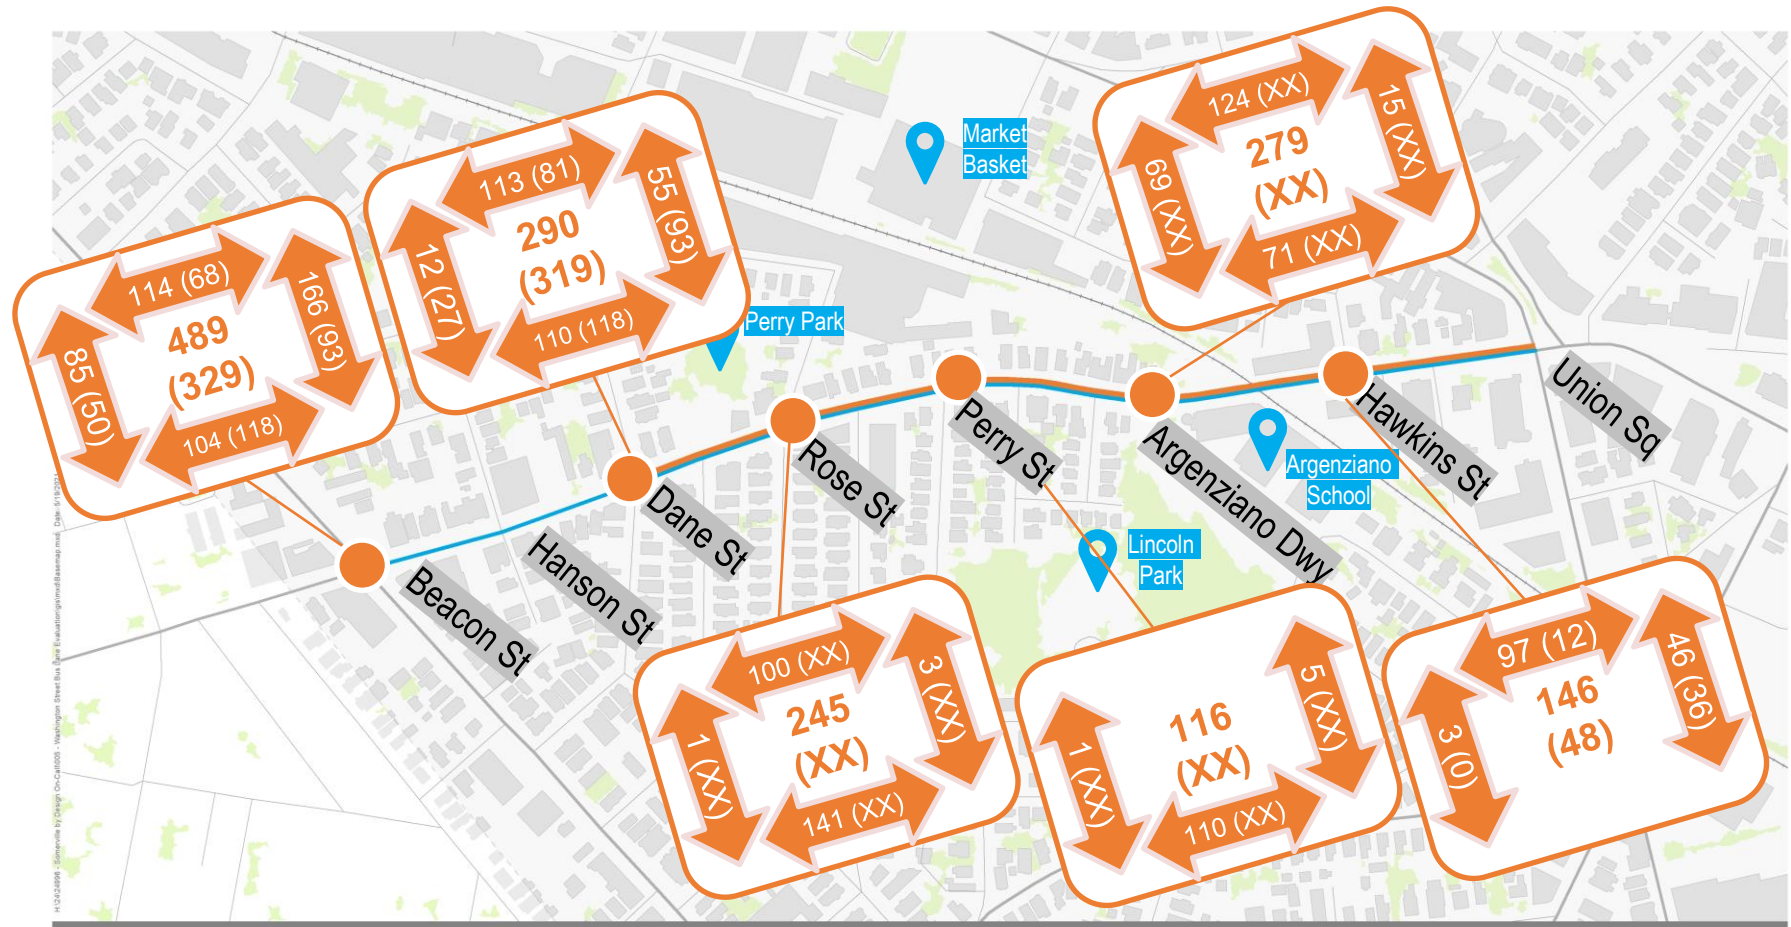 124 (XX)
15 (XX)
69 (XX)
279
(XX)
71 (XX)
Market
Basket
113 (81)
55 (93)
12 (27)
290
(319)
110 (118)
114 (68)
166 (93)
85 (50)
489
(329)
104 (118)
Perry Park
Union Sq
Hawkins St
Argenziano Dwy
Perry St
Rose St
Dane St
Hanson St
Beacon St
Argenziano
School
Lincoln
Park
100 (XX)
3 (XX)
1 (XX)
245
(XX)
141 (XX)
5 (XX)
1 (XX)
116
(XX)
110 (XX)
97 (12)
46 (36)
3 (0)
146
(48)